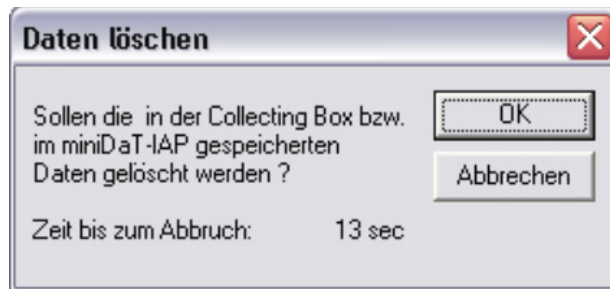 Daten löschen
Sollen die in der Collecting Box bzw.
im miniDaT-IAP gespeicherten
Daten gelöscht werden ?
Zeit bis zum Abbruch: 13 sec
OK
Abbrechen